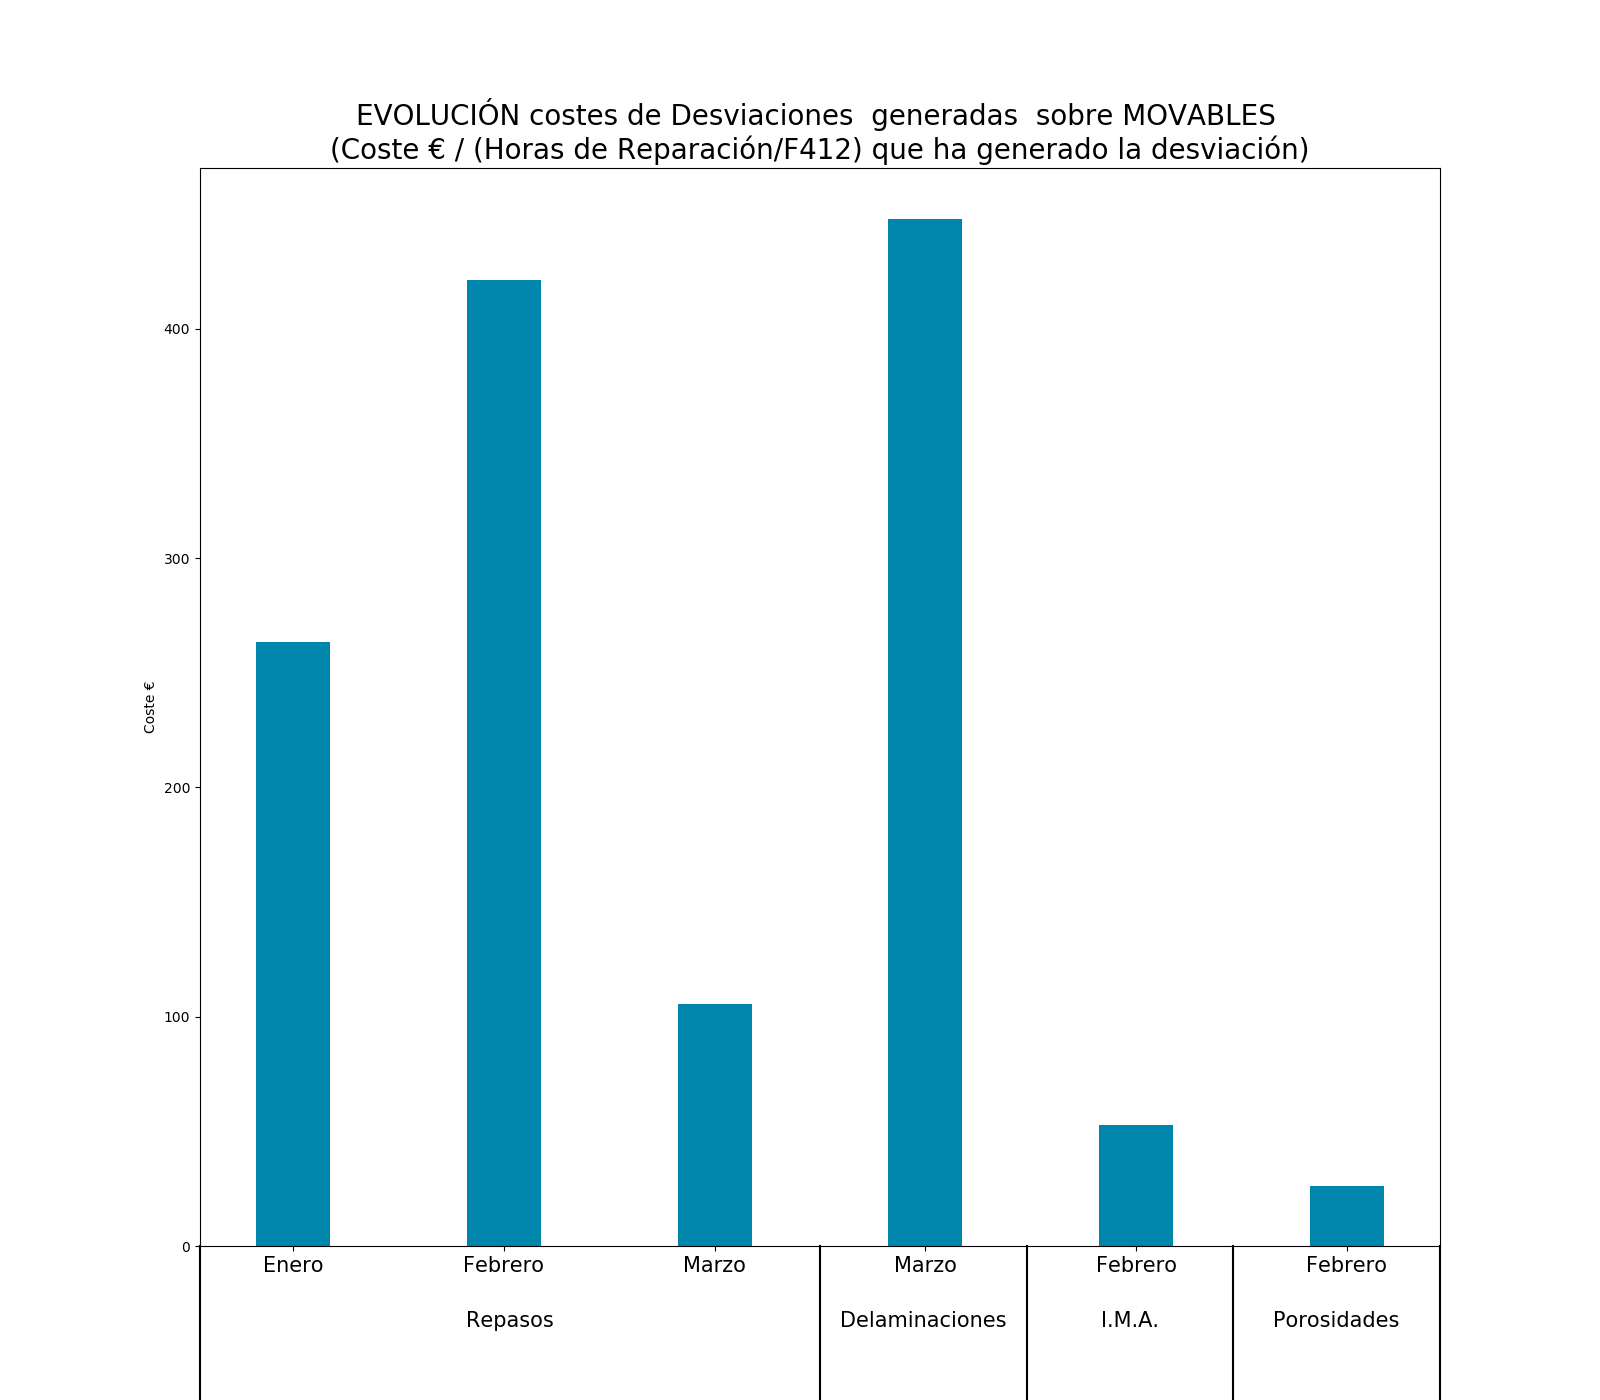 EVOLUCIÓN costes de Desviaciones  generadas  sobre MOVABLES
(Coste € / (Horas de Reparación/F412) que ha generado la desviación)
400
300
Coste €
200
100
0
Enero Febrero Marzo Marzo Febrero Febrero
Repasos Delaminaciones I.M.A. Porosidades